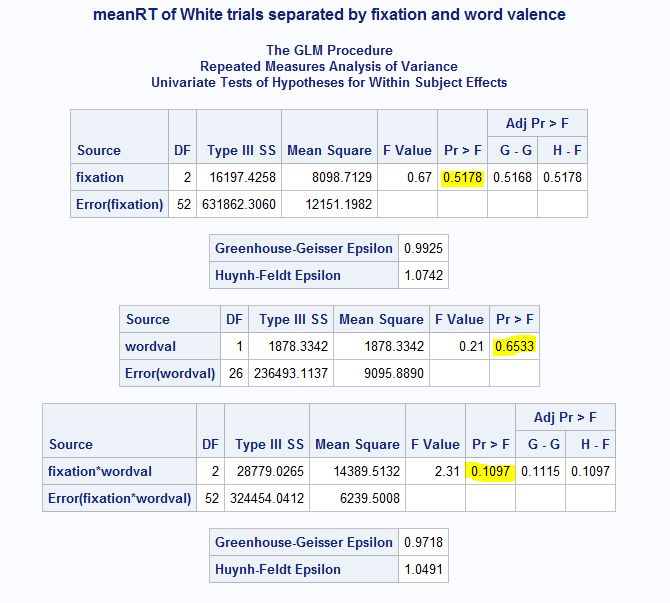 meanRT of White trials separated by fixation and word valence
The GLM Procedure
Repeated Measures Analysis of Variance
Univariate Tests of Hypotheses for Within Subject Effects
Adj Pr > F
Source DF Type III SS Mean Square F Value Pr > F G - G H - F
fixation 2 16197.4258 8098.7129 0.67 0.5178 0.5168 0.5178
Error(fixation) 52 631862.3060 12151.1982
Greenhouse-Geisser Epsilon 0.9925
Huynh-Feldt Epsilon 1.0742
Source DF Type III SS Mean Square F Value Pr > F
wordval 1 1878.3342 1878.3342 0.21 0.6533
Error(wordval) 26 236493.1137 9095.8890
Adj Pr > F
Source DF Type III SS Mean Square F Value Pr > F G - G H - F
fixation*wordval 2 28779.0265 14389.5132 2.31 0.1097 0.1115 0.1097
Error(fixation*wordval) 52 324454.0412 6239.5008
Greenhouse-Geisser Epsilon 0.9718
Huynh-Feldt Epsilon 1.0491